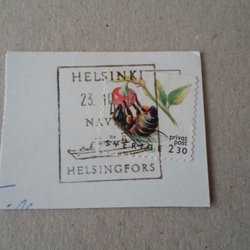 HELSINKI
23.10
NAV
SVERIGE
privat
post
2.30
HELSINGFORS